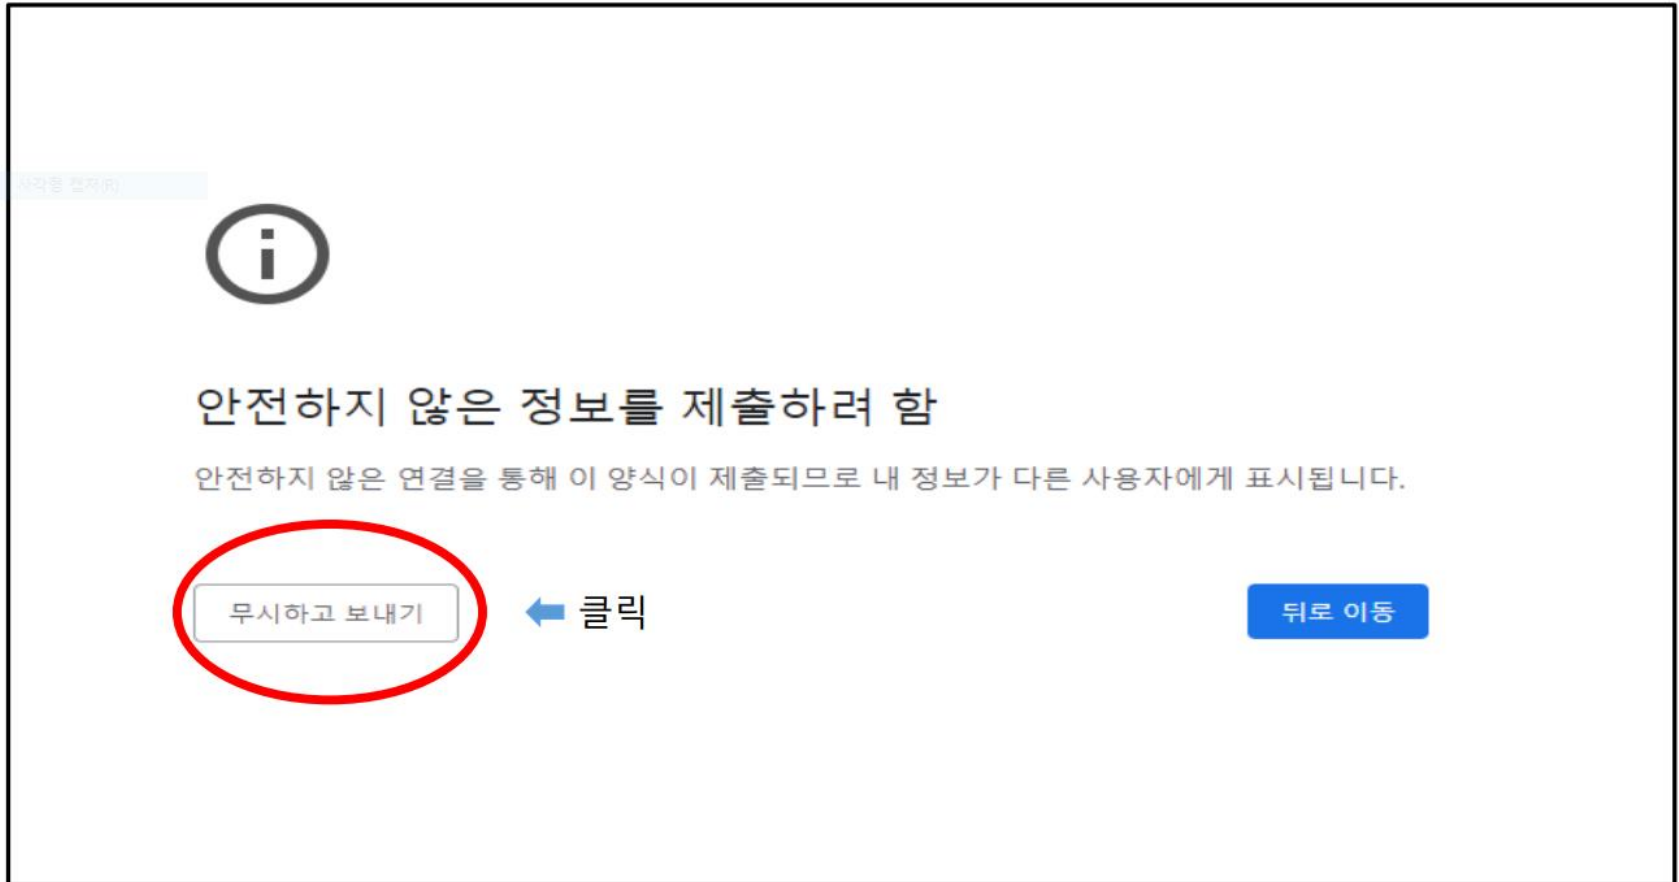 안전하지 않은 정보를 제출하려 함
안전하지 않은 연결을 통해 이 양식이 제출되므로 내 정보가 다른 사용자에게 표시됩니다.
무시하고 보내기
클릭
뒤로 이동